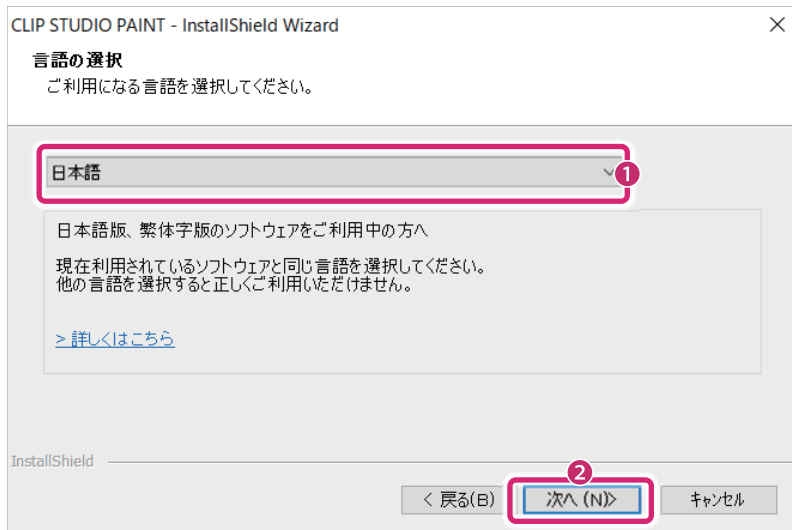 CLIP STUDIO PAINT - InstallShield Wizard
言語の選択
ご利用になる言語を選択してください。
日本語
1
日本語版、繁体字版のソフトウェアをご利用中の方へ
現在利用されているソフトウェアと同じ言語を選択してください。
他の言語を選択すると正しくご利用いただけません。
> 詳しくはこちら
InstallShield
2
< 戻る(B) 次へ (N)> キャンセル